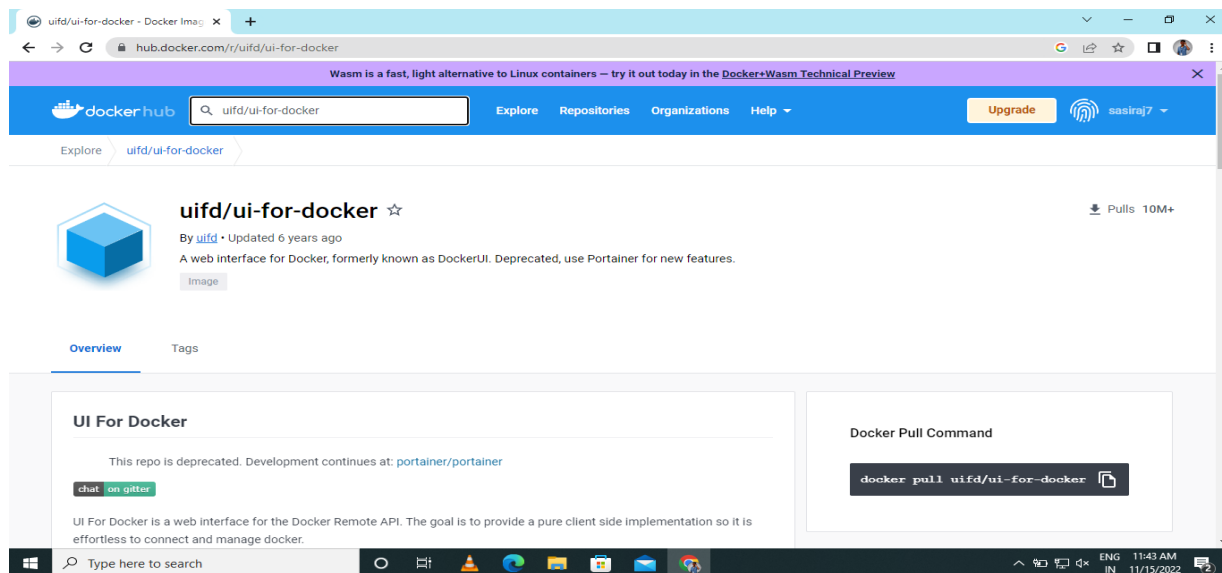 uifd/ui-for-docker - Docker Imag
hub.docker.com/r/uifd/ui-for-docker
Wasm is a fast, light alternative to Linux containers — try it out today in the Docker+Wasm Technical Preview
dockerhub
uifd/ui-for-docker
Explore Repositories Organizations Help
Upgrade
sasiraj7
Explore uifd/ui-for-docker
uifd/ui-for-docker
Pulls 10M+
By uifd • Updated 6 years ago
A web interface for Docker, formerly known as DockerUI. Deprecated, use Portainer for new features.
Image
Overview Tags
UI For Docker
This repo is deprecated. Development continues at: portainer/portainer
chat on gitter
UI For Docker is a web interface for the Docker Remote API. The goal is to provide a pure client side implementation so it is
effortless to connect and manage docker.
Docker Pull Command
docker pull uifd/ui-for-docker
Type here to search
ENG 11:43 AM
IN 11/15/2022
2